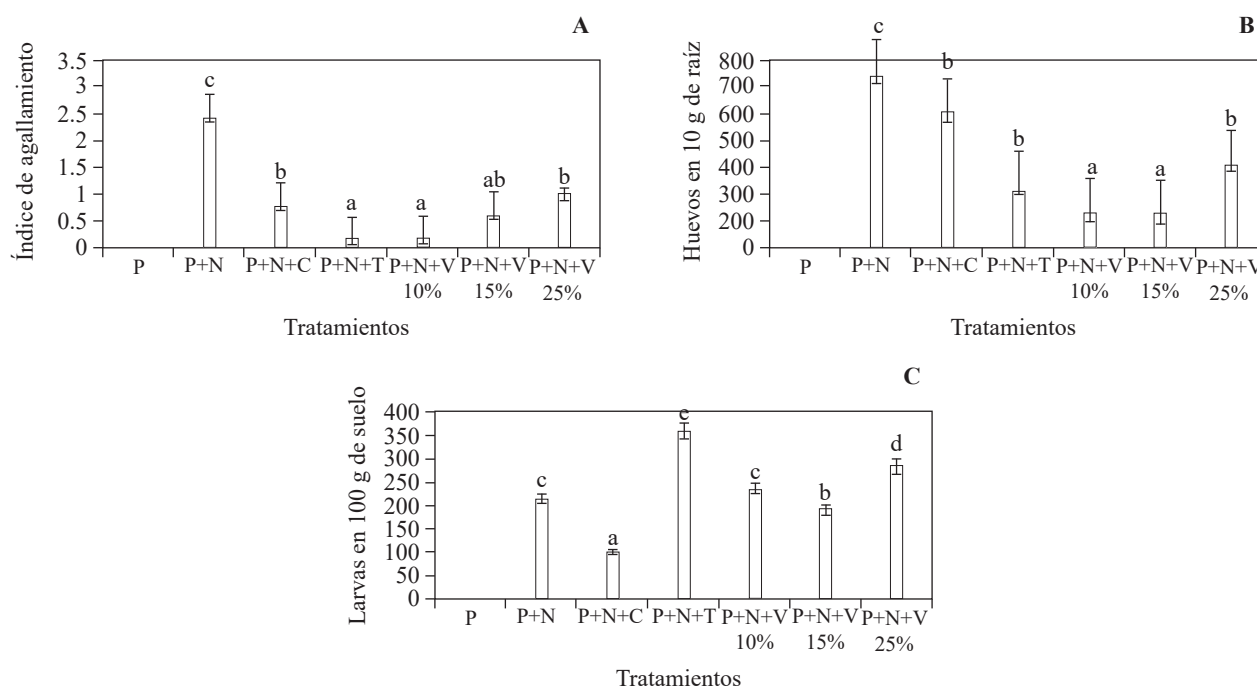 A
Índice de agallamiento
3.5
3
2.5
2
1.5
1
0.5
0
c
b
a
a
ab
b
P
P+N
P+N+C
P+N+T
P+N+V
10%
P+N+V
15%
P+N+V
25%
Tratamientos
B
Huevos en 10 g de raíz
800
700
600
400
300
200
0
c
b
b
a
a
b
P
P+N
P+N+C
P+N+T
P+N+V
10%
P+N+V
15%
P+N+V
25%
Tratamientos
C
Larvas en 100 g de suelo
400
350
300
250
200
150
100
50
0
c
a
e
c
b
d
P
P+N
P+N+C
P+N+T
P+N+V
10%
P+N+V
15%
P+N+V
25%
Tratamientos